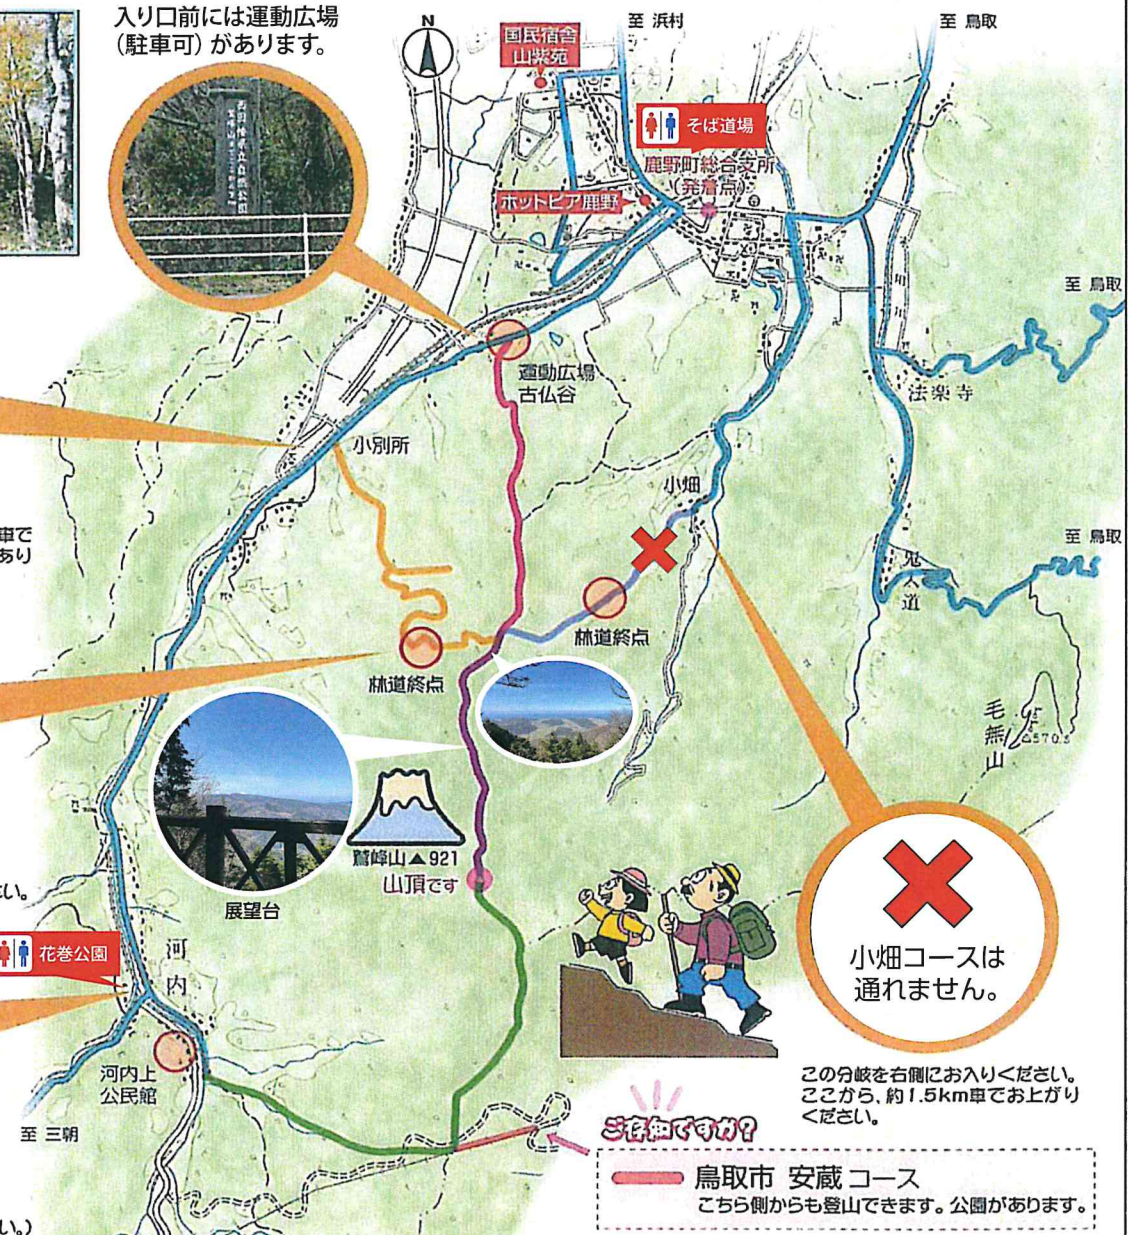 入り口前には運動広場
（駐車可）があります。
N
国民宿舎
山紫苑
至 浜村
至 鳥取
そば道場
鹿野町総合支所
（発着点）
ホットピア鹿野
至 鳥取
運動広場
古仏谷
法楽寺
小別所
小畑
車で
あり
至 鳥取
鬼入道
林道終点
林道終点
毛無山
△570.5
鷲峰山▲921
山頂です
展望台
い。
花巻公園
河内
小畑コースは
通れません。
河内上
公民館
この分岐を右側にお入りください。
ここから、約1.5km車でお上がり
ください。
至 三朝
ご存知ですか？
鳥取市 安蔵コース
こちら側からも登山できます。公園があります。
い。）